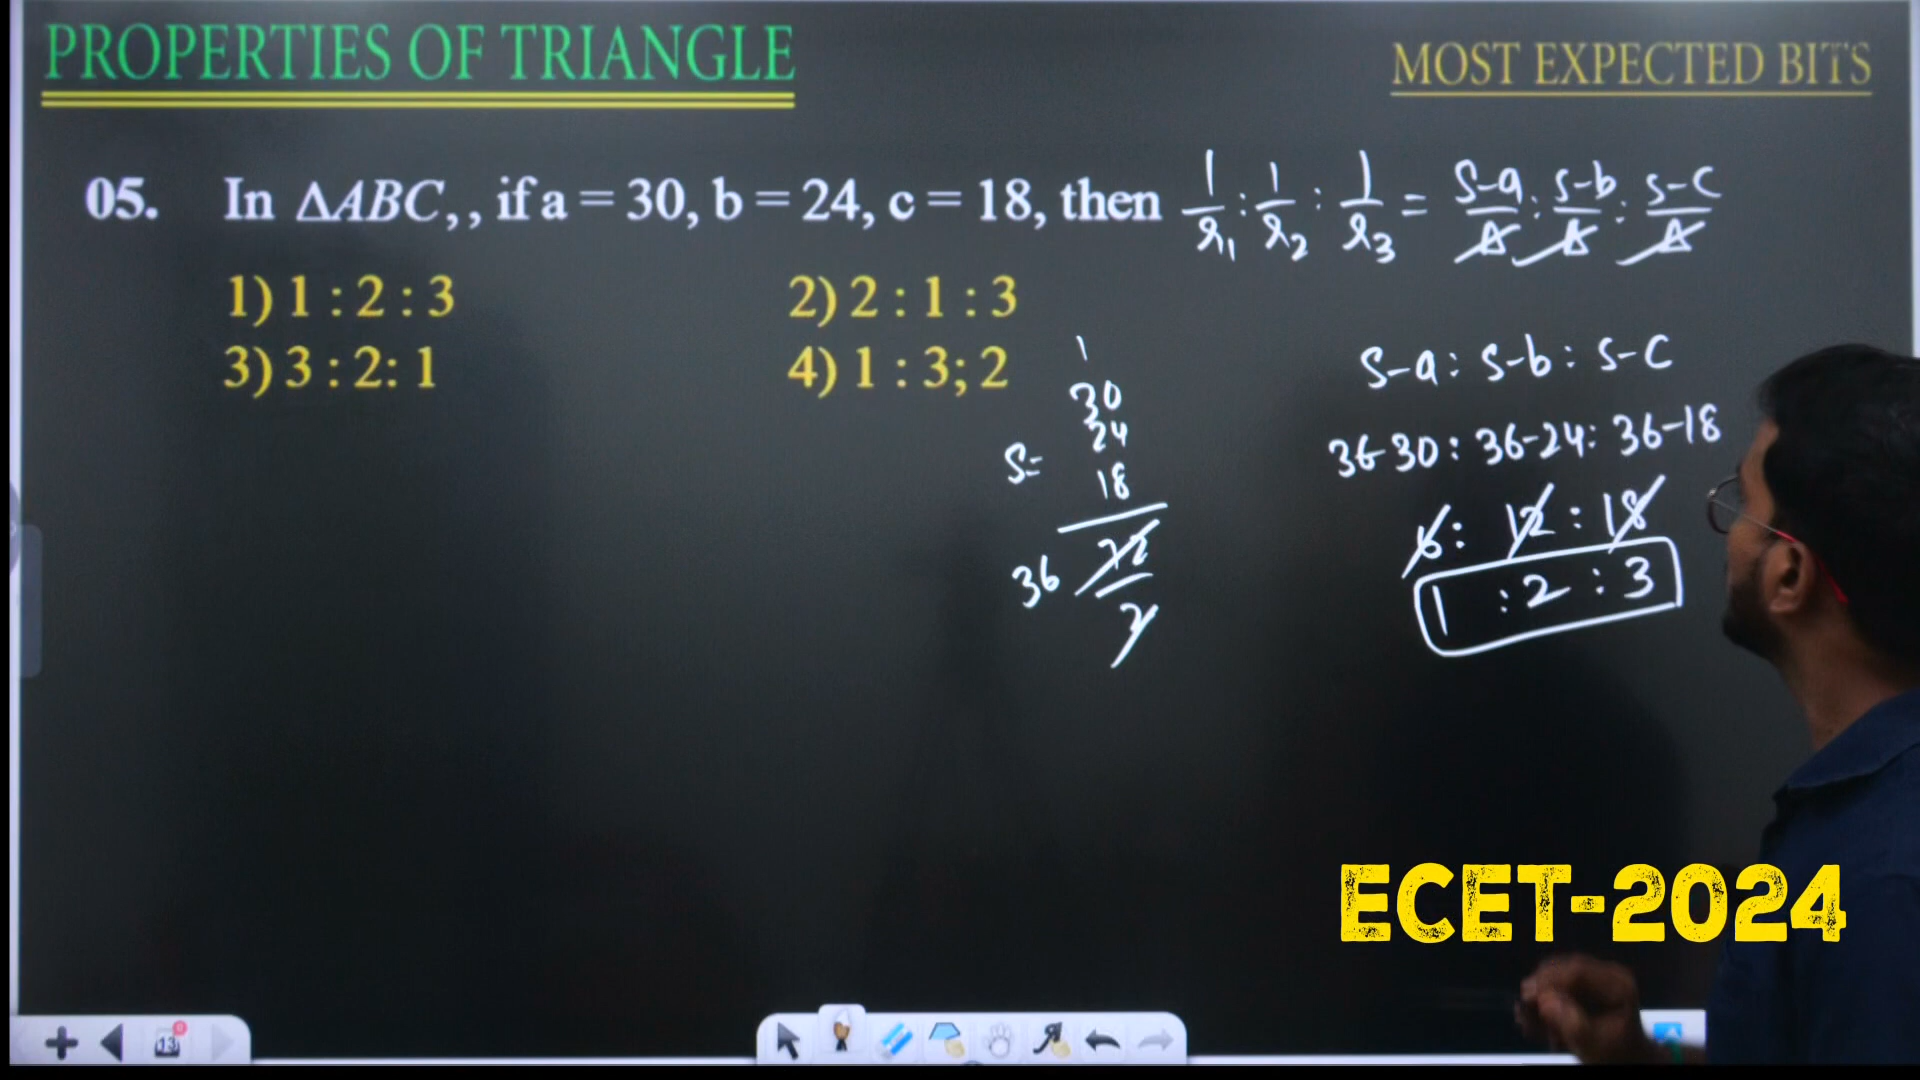 PROPERTIES OF TRIANGLE
MOST EXPECTED BITS
05. In ΔABC,, if a = 30, b = 24, c = 18, then 1/r₁ : 1/r₂ : 1/r₃ = s-a/Δ : s-b/Δ : s-c/Δ
1) 1 : 2 : 3
2) 2 : 1 : 3
3) 3 : 2: 1
4) 1 : 3; 2
s-a : s-b : s-c
36-30 : 36-24 : 36-18
6 : 12 : 18
1 : 2 : 3
1
30
24
S=
18
36 72
2
ECET-2024
13